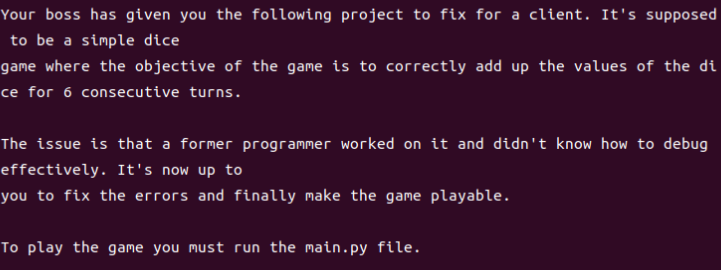 Your boss has given you the following project to fix for a client. It's supposed
 to be a simple dice
game where the objective of the game is to correctly add up the values of the di
ce for 6 consecutive turns.
The issue is that a former programmer worked on it and didn't know how to debug
effectively. It's now up to
you to fix the errors and finally make the game playable.
To play the game you must run the main.py file.